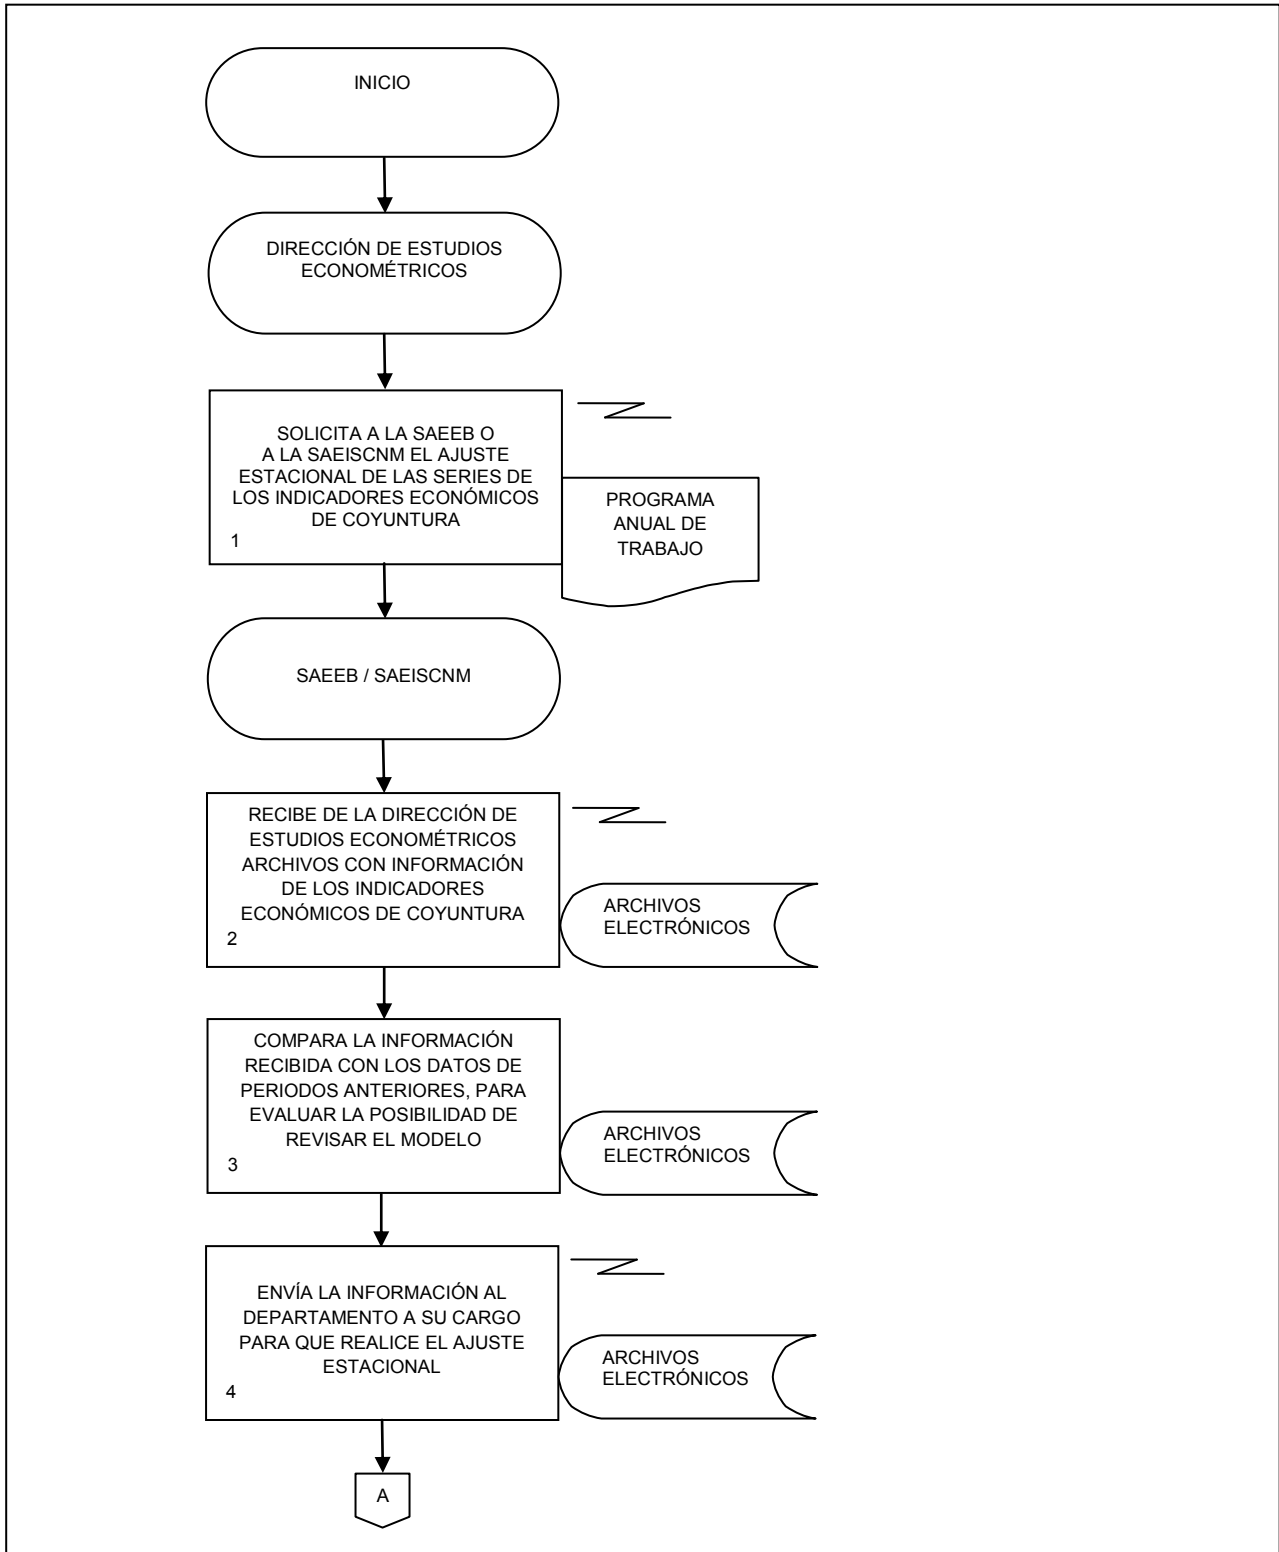 INICIO
DIRECCIÓN DE ESTUDIOS
ECONOMÉTRICOS
SOLICITA A LA SAEEB O
A LA SAEISCNM EL AJUSTE
ESTACIONAL DE LAS SERIES DE
LOS INDICADORES ECONÓMICOS
DE COYUNTURA
1
PROGRAMA
ANUAL DE
TRABAJO
SAEEB / SAEISCNM
RECIBE DE LA DIRECCIÓN DE
ESTUDIOS ECONOMÉTRICOS
ARCHIVOS CON INFORMACIÓN
DE LOS INDICADORES
ECONÓMICOS DE COYUNTURA
2
ARCHIVOS
ELECTRÓNICOS
COMPARA LA INFORMACIÓN
RECIBIDA CON LOS DATOS DE
PERIODOS ANTERIORES, PARA
EVALUAR LA POSIBILIDAD DE
REVISAR EL MODELO
3
ARCHIVOS
ELECTRÓNICOS
ENVÍA LA INFORMACIÓN AL
DEPARTAMENTO A SU CARGO
PARA QUE REALICE EL AJUSTE
ESTACIONAL
4
ARCHIVOS
ELECTRÓNICOS
A